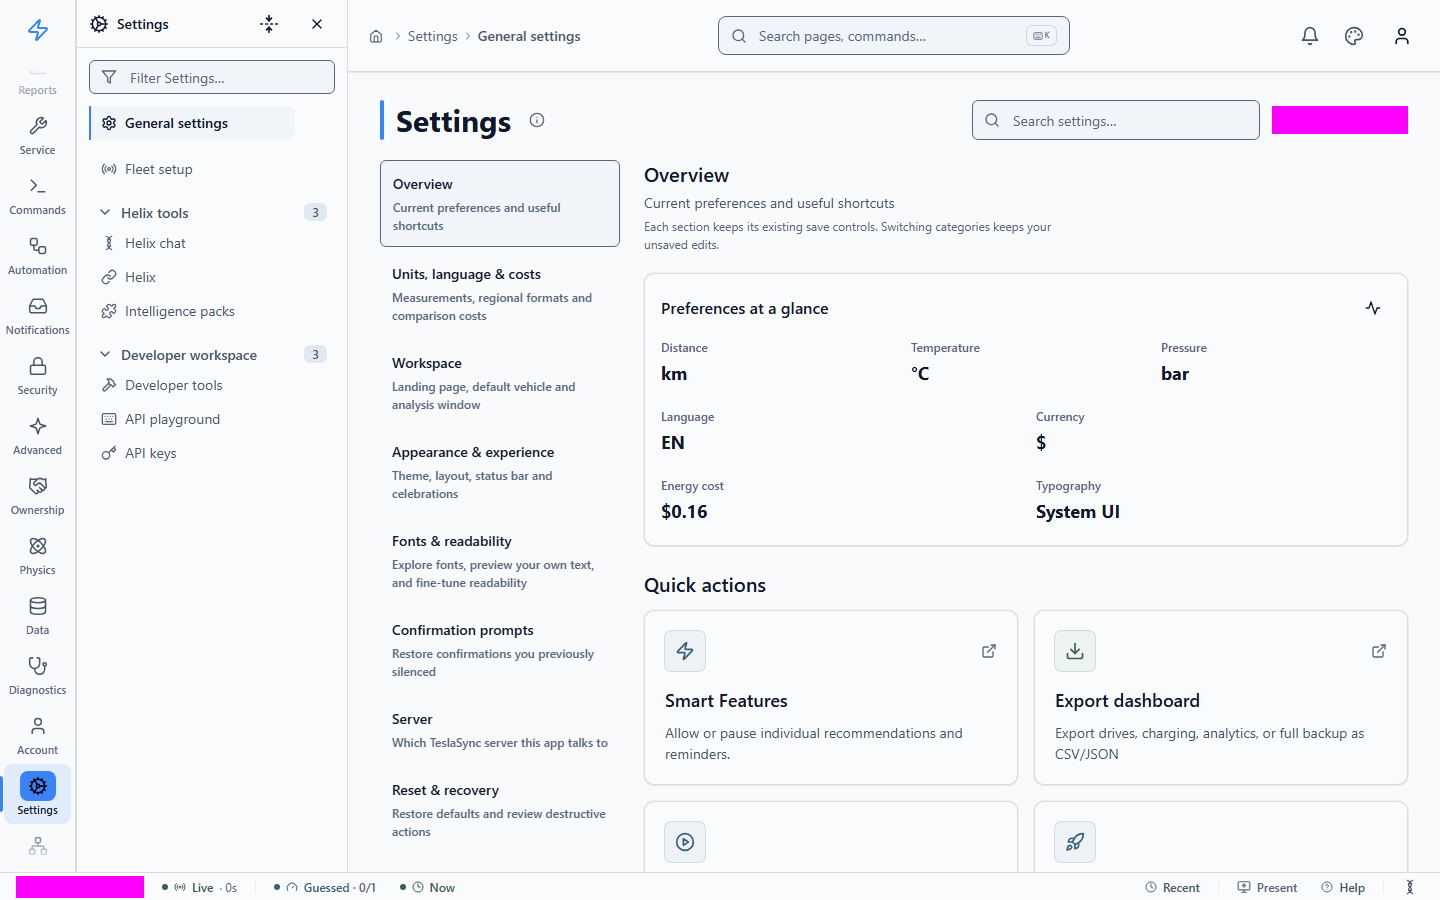 Reports
Service
Commands
Automation
Notifications
Security
Advanced
Ownership
Physics
Data
Diagnostics
Account
Settings
Settings
Filter Settings...
General settings
Fleet setup
Helix tools 3
Helix chat
Helix
Intelligence packs
Developer workspace 3
Developer tools
API playground
API keys
Settings General settings
Search pages, commands... K
Settings
Search settings...
Overview
Current preferences and useful
shortcuts
Units, language & costs
Measurements, regional formats and
comparison costs
Workspace
Landing page, default vehicle and
analysis window
Appearance & experience
Theme, layout, status bar and
celebrations
Fonts & readability
Explore fonts, preview your own text,
and fine-tune readability
Confirmation prompts
Restore confirmations you previously
silenced
Server
Which TeslaSync server this app talks to
Reset & recovery
Restore defaults and review destructive
actions
Overview
Current preferences and useful shortcuts
Each section keeps its existing save controls. Switching categories keeps your
unsaved edits.
Preferences at a glance
Distance Temperature Pressure
km °C bar
Language Currency
EN $
Energy cost Typography
$0.16 System UI
Quick actions
Smart Features
Allow or pause individual recommendations and
reminders.
Export dashboard
Export drives, charging, analytics, or full backup as
CSV/JSON
Live · 0s Guessed · 0/1 Now Recent Present Help